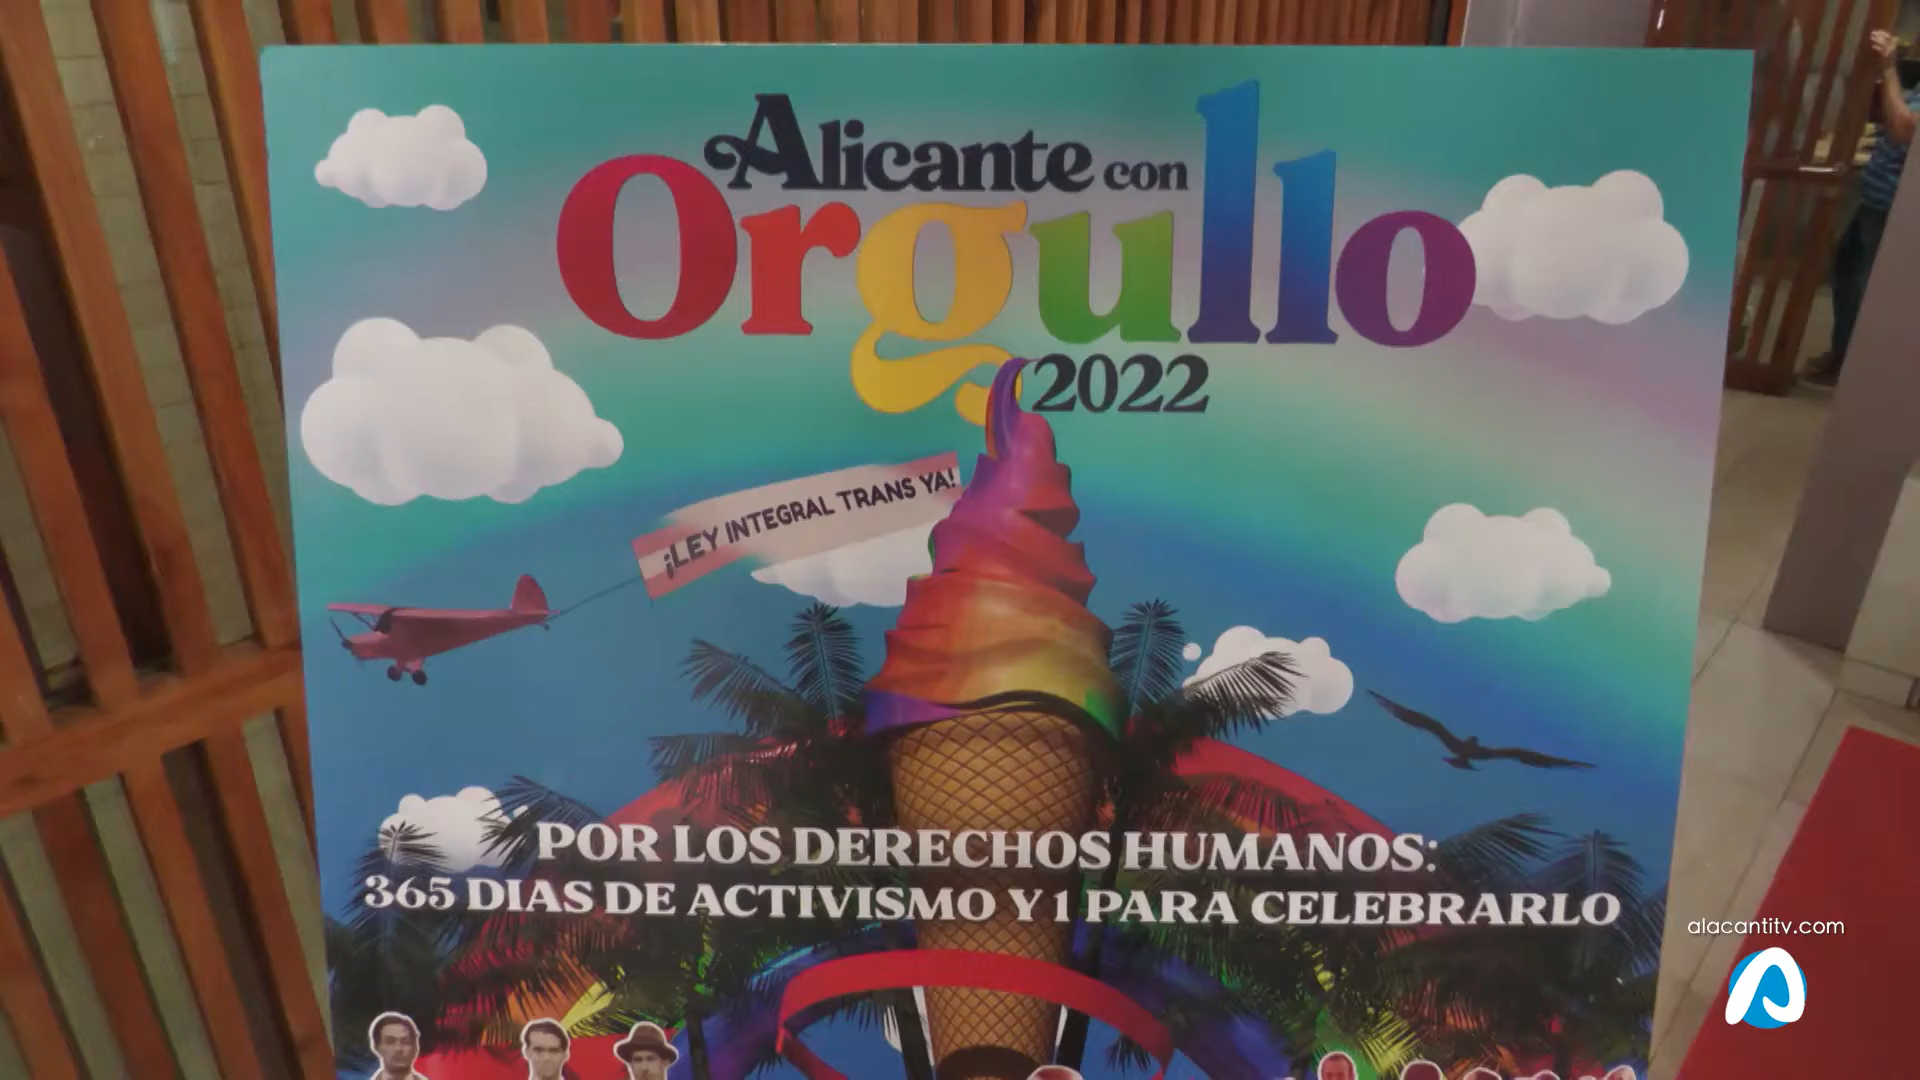 Alicante con
Orgullo
2022
¡LEY INTEGRAL TRANS YA!
POR LOS DERECHOS HUMANOS:
365 DIAS DE ACTIVISMO Y 1 PARA CELEBRARLO
alacantitv.com